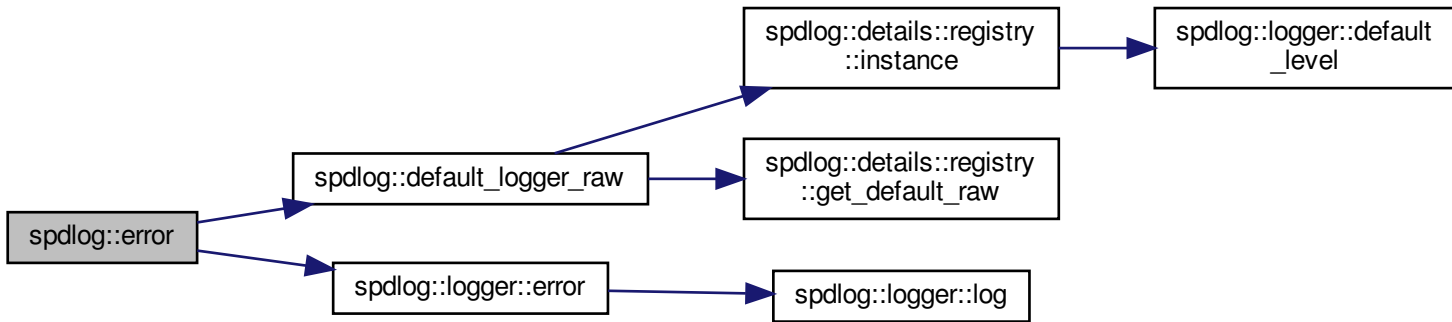 spdlog::error
spdlog::default_logger_raw
spdlog::logger::error
spdlog::details::registry
::instance
spdlog::details::registry
::get_default_raw
spdlog::logger::log
spdlog::logger::default
_level